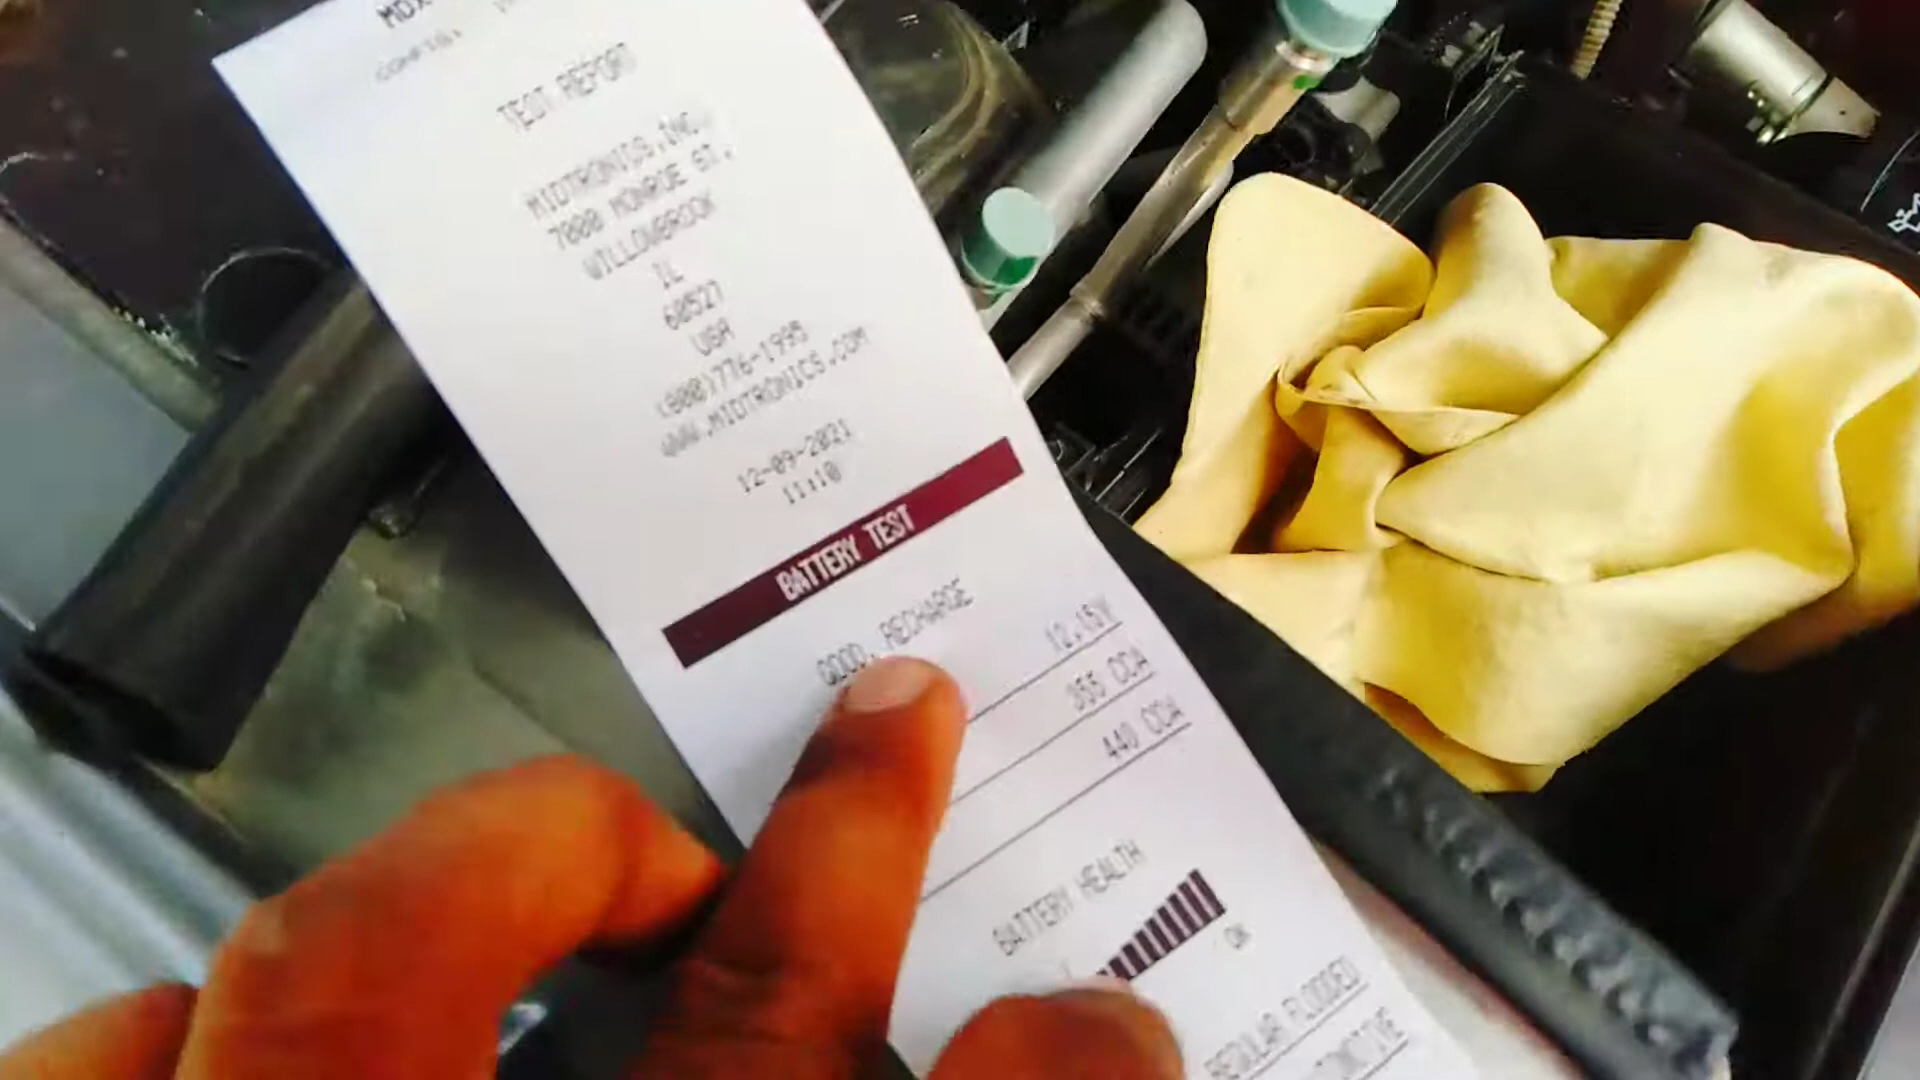 TEST REPORT
MIDTRONICS, INC.
7000 MONROE ST.
WILLOWBROOK
IL
60527
USA
(800)776-1995
WWW.MIDTRONICS.COM
12-09-2021
11:10
BATTERY TEST
GOOD, RECHARGE
12.15V
355 CCA
440 CCA
BATTERY HEALTH
OK
REGULAR FLOODED